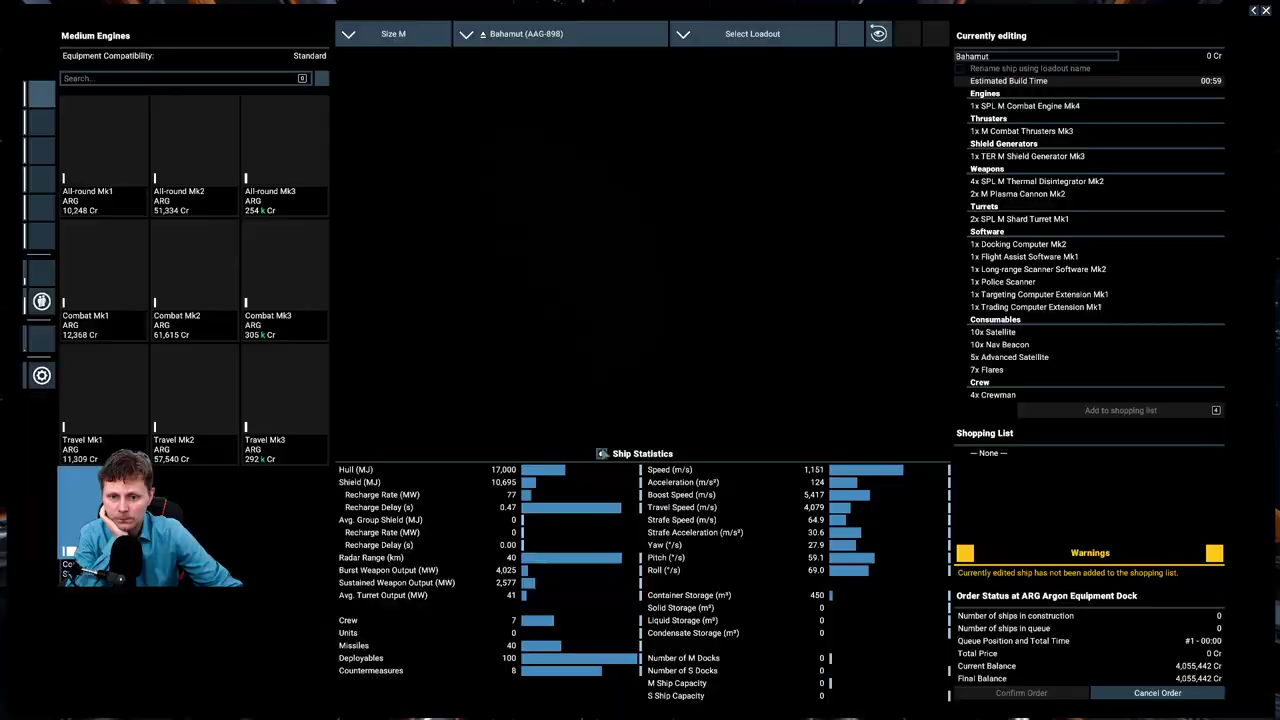 Medium Engines
Equipment Compatibility: Standard
Search...
All-round Mk1
ARG
10,248 Cr
All-round Mk2
ARG
51,334 Cr
All-round Mk3
ARG
254 k Cr
Combat Mk1
ARG
12,368 Cr
Combat Mk2
ARG
61,615 Cr
Combat Mk3
ARG
305 k Cr
Travel Mk1
ARG
11,309 Cr
Travel Mk2
ARG
57,540 Cr
Travel Mk3
ARG
292 k Cr
Size M
Bahamut (AAG-898)
Select Loadout
Ship Statistics
Hull (MJ) 17,000
Shield (MJ) 10,695
Recharge Rate (MW) 77
Recharge Delay (s) 0.47
Avg. Group Shield (MJ) 0
Recharge Rate (MW) 0
Recharge Delay (s) 0.00
Radar Range (km) 40
Burst Weapon Output (MW) 4,025
Sustained Weapon Output (MW) 2,577
Avg. Turret Output (MW) 41
Crew 7
Units 0
Missiles 40
Deployables 100
Countermeasures 8
Speed (m/s) 1,151
Acceleration (m/s²) 124
Boost Speed (m/s) 5,417
Travel Speed (m/s) 4,079
Strafe Speed (m/s) 64.9
Strafe Acceleration (m/s²) 30.6
Yaw (°/s) 27.9
Pitch (°/s) 59.1
Roll (°/s) 69.0
Container Storage (m³) 450
Solid Storage (m³) 0
Liquid Storage (m³) 0
Condensate Storage (m³) 0
Number of M Docks 0
Number of S Docks 0
M Ship Capacity 0
S Ship Capacity 0
Currently editing
Bahamut 0 Cr
Rename ship using loadout name
Estimated Build Time 00:59
Engines
1x SPL M Combat Engine Mk4
Thrusters
1x M Combat Thrusters Mk3
Shield Generators
1x TER M Shield Generator Mk3
Weapons
4x SPL M Thermal Disintegrator Mk2
2x M Plasma Cannon Mk2
Turrets
2x SPL M Shard Turret Mk1
Software
1x Docking Computer Mk2
1x Flight Assist Software Mk1
1x Long-range Scanner Software Mk2
1x Police Scanner
1x Targeting Computer Extension Mk1
1x Trading Computer Extension Mk1
Consumables
10x Satellite
10x Nav Beacon
5x Advanced Satellite
7x Flares
Crew
4x Crewman
Add to shopping list 4
Shopping List
— None —
Warnings
Currently edited ship has not been added to the shopping list.
Order Status at ARG Argon Equipment Dock
Number of ships in construction 0
Number of ships in queue 0
Queue Position and Total Time #1 - 00:00
Total Price 0 Cr
Current Balance 4,055,442 Cr
Final Balance 4,055,442 Cr
Confirm Order
Cancel Order